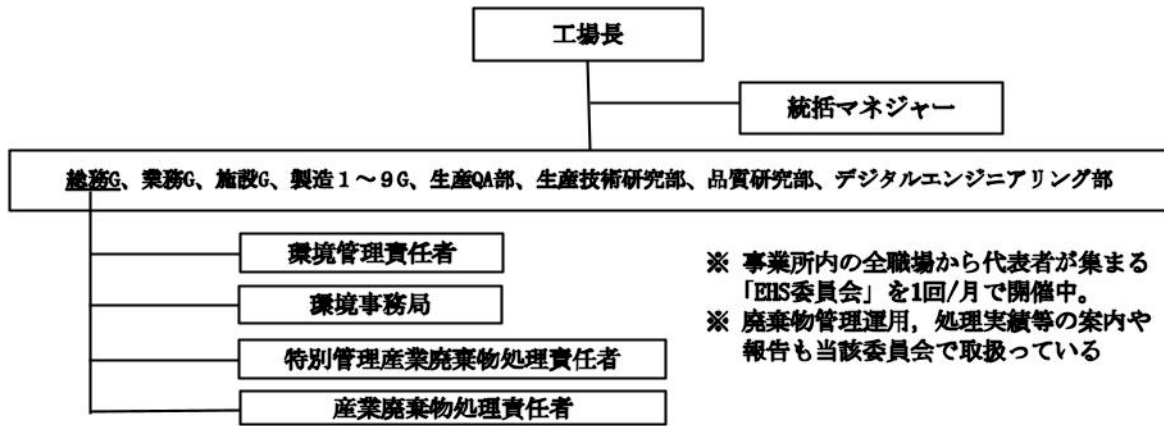 工場長
統括マネジャー
総務G、業務G、施設G、製造1～9G、生産QA部、生産技術研究部、品質研究部、デジタルエンジニアリング部
環境管理責任者
環境事務局
特別管理産業廃棄物処理責任者
産業廃棄物処理責任者
※ 事業所内の全職場から代表者が集まる
「EHS委員会」を1回/月で開催中。
※ 廃棄物管理運用，処理実績等の案内や
報告も当該委員会で取扱っている